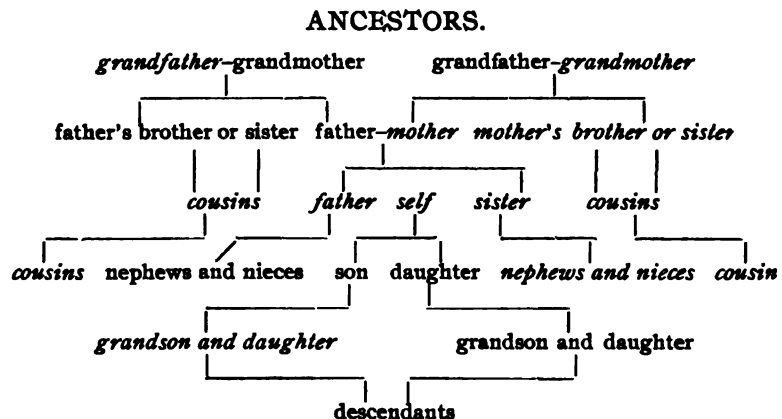 ANCESTORS.
grandfather–grandmother grandfather–grandmother
father's brother or sister father–mother mother's brother or sister
cousins father self sister cousins
cousins nephews and nieces son daughter nephews and nieces cousin
grandson and daughter grandson and daughter
descendants